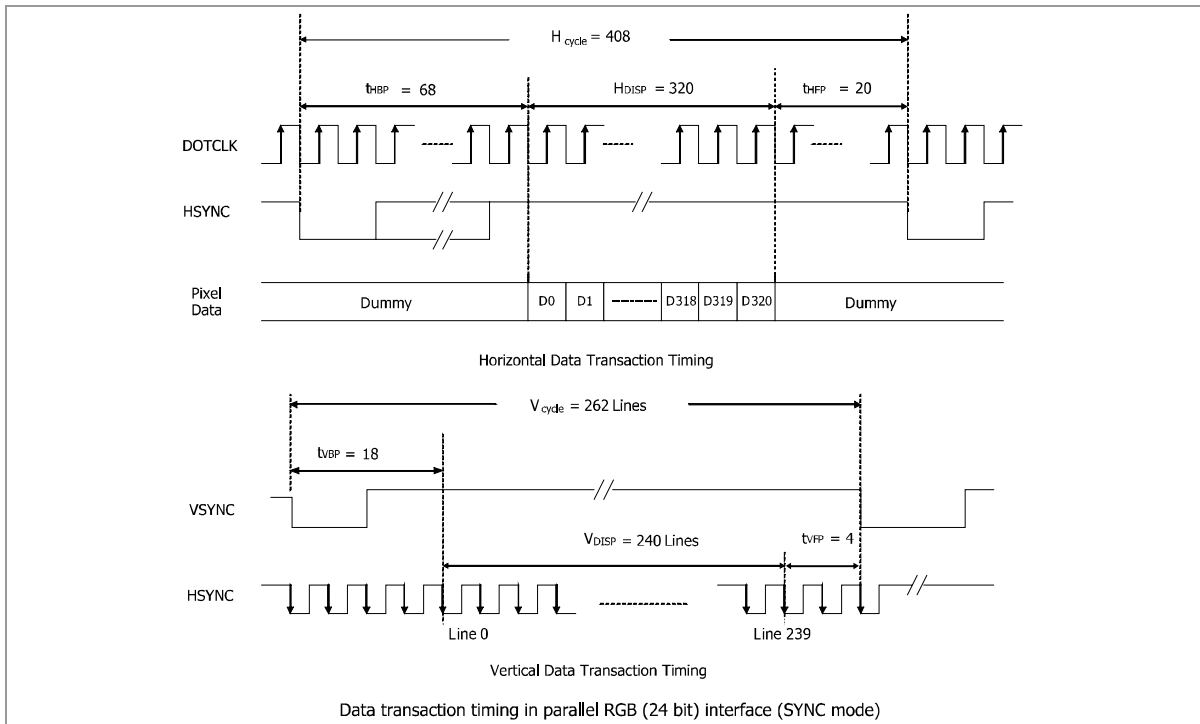 H cycle = 408
tHBP = 68
HDISP = 320
tHFP = 20
DOTCLK
HSYNC
Pixel
Data
Dummy
D0
D1
D318
D319
D320
Dummy
Horizontal Data Transaction Timing
V cycle = 262 Lines
tVBP = 18
VSYNC
VDISP = 240 Lines
tVFP = 4
HSYNC
Line 0
Line 239
Vertical Data Transaction Timing
Data transaction timing in parallel RGB (24 bit) interface (SYNC mode)